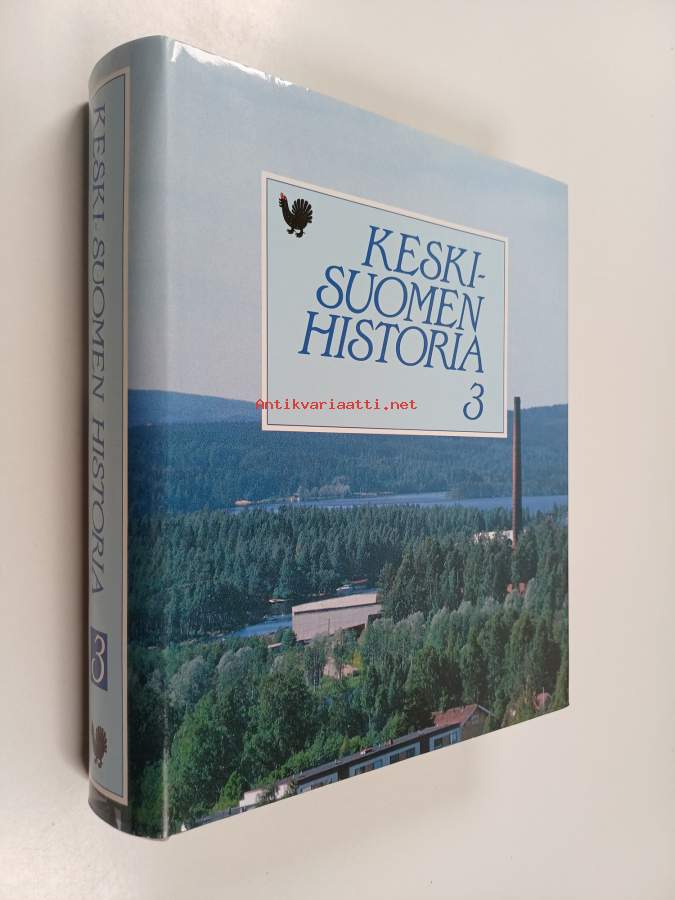 KESKI-SUOMEN HISTORIA 3
KESKI-
SUOMEN
HISTORIA
3
Antikvariaatti.net